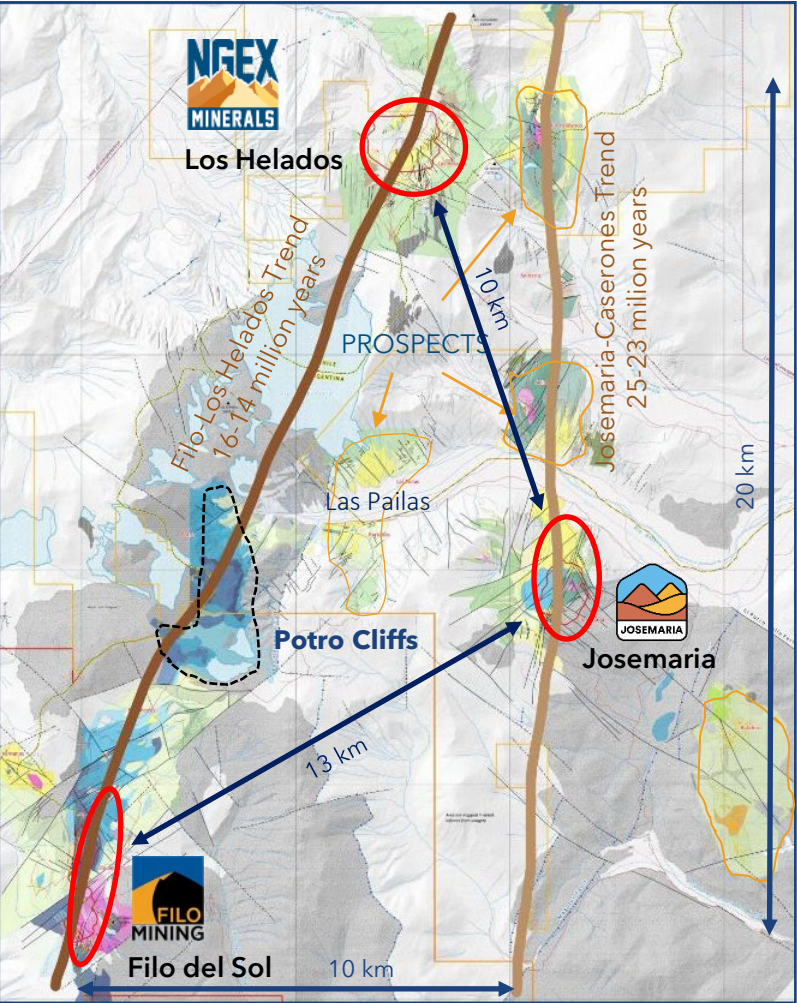 NGEX
MINERALS
Los Helados
Filo-Los Helados Trend
16-14 million years
Josemaria-Caserones Trend
25-23 milion years
10 km
PROSPECTS
CHILE
ARGENTINA
20 km
Las Pailas
Potro Cliffs
JOSEMARIA
Josemaria
13 km
FILO
MINING
Filo del Sol
10 km